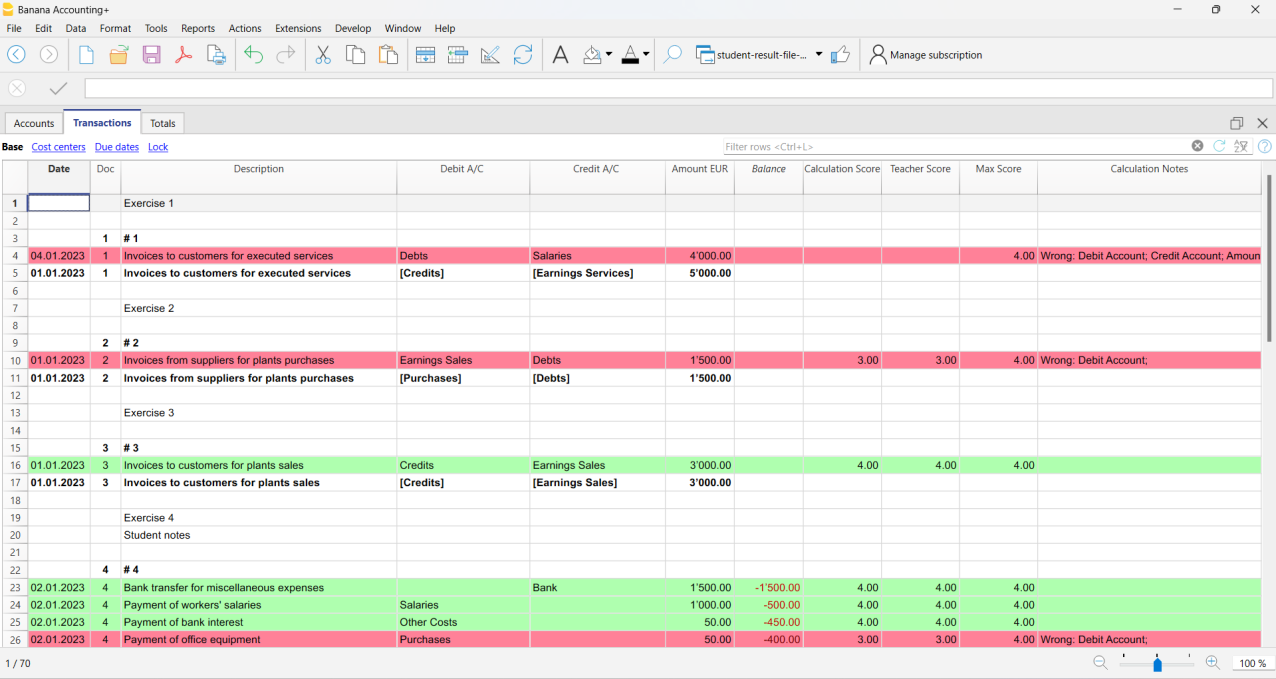 Banana Accounting+
File Edit Data Format Tools Reports Actions Extensions Develop Window Help
student-result-file-... Manage subscription
Accounts Transactions Totals
Base Cost centers Due dates Lock Filter rows <Ctrl+L>
Date Doc Description Debit A/C Credit A/C Amount EUR Balance Calculation Score Teacher Score Max Score Calculation Notes
1 Exercise 1
2
3 1 # 1
4 04.01.2023 1 Invoices to customers for executed services Debts Salaries 4'000.00 4.00 Wrong: Debit Account; Credit Account; Amoun
5 01.01.2023 1 Invoices to customers for executed services [Credits] [Earnings Services] 5'000.00
6
7 Exercise 2
8
9 2 # 2
10 01.01.2023 2 Invoices from suppliers for plants purchases Earnings Sales Debts 1'500.00 3.00 3.00 4.00 Wrong: Debit Account;
11 01.01.2023 2 Invoices from suppliers for plants purchases [Purchases] [Debts] 1'500.00
12
13 Exercise 3
14
15 3 # 3
16 01.01.2023 3 Invoices to customers for plants sales Credits Earnings Sales 3'000.00 4.00 4.00 4.00
17 01.01.2023 3 Invoices to customers for plants sales [Credits] [Earnings Sales] 3'000.00
18
19 Exercise 4
20 Student notes
21
22 4 # 4
23 02.01.2023 4 Bank transfer for miscellaneous expenses Bank 1'500.00 -1'500.00 4.00 4.00 4.00
24 02.01.2023 4 Payment of workers' salaries Salaries 1'000.00 -500.00 4.00 4.00 4.00
25 02.01.2023 4 Payment of bank interest Other Costs 50.00 -450.00 4.00 4.00 4.00
26 02.01.2023 4 Payment of office equipment Purchases 50.00 -400.00 3.00 3.00 4.00 Wrong: Debit Account;
1 / 70 100 %